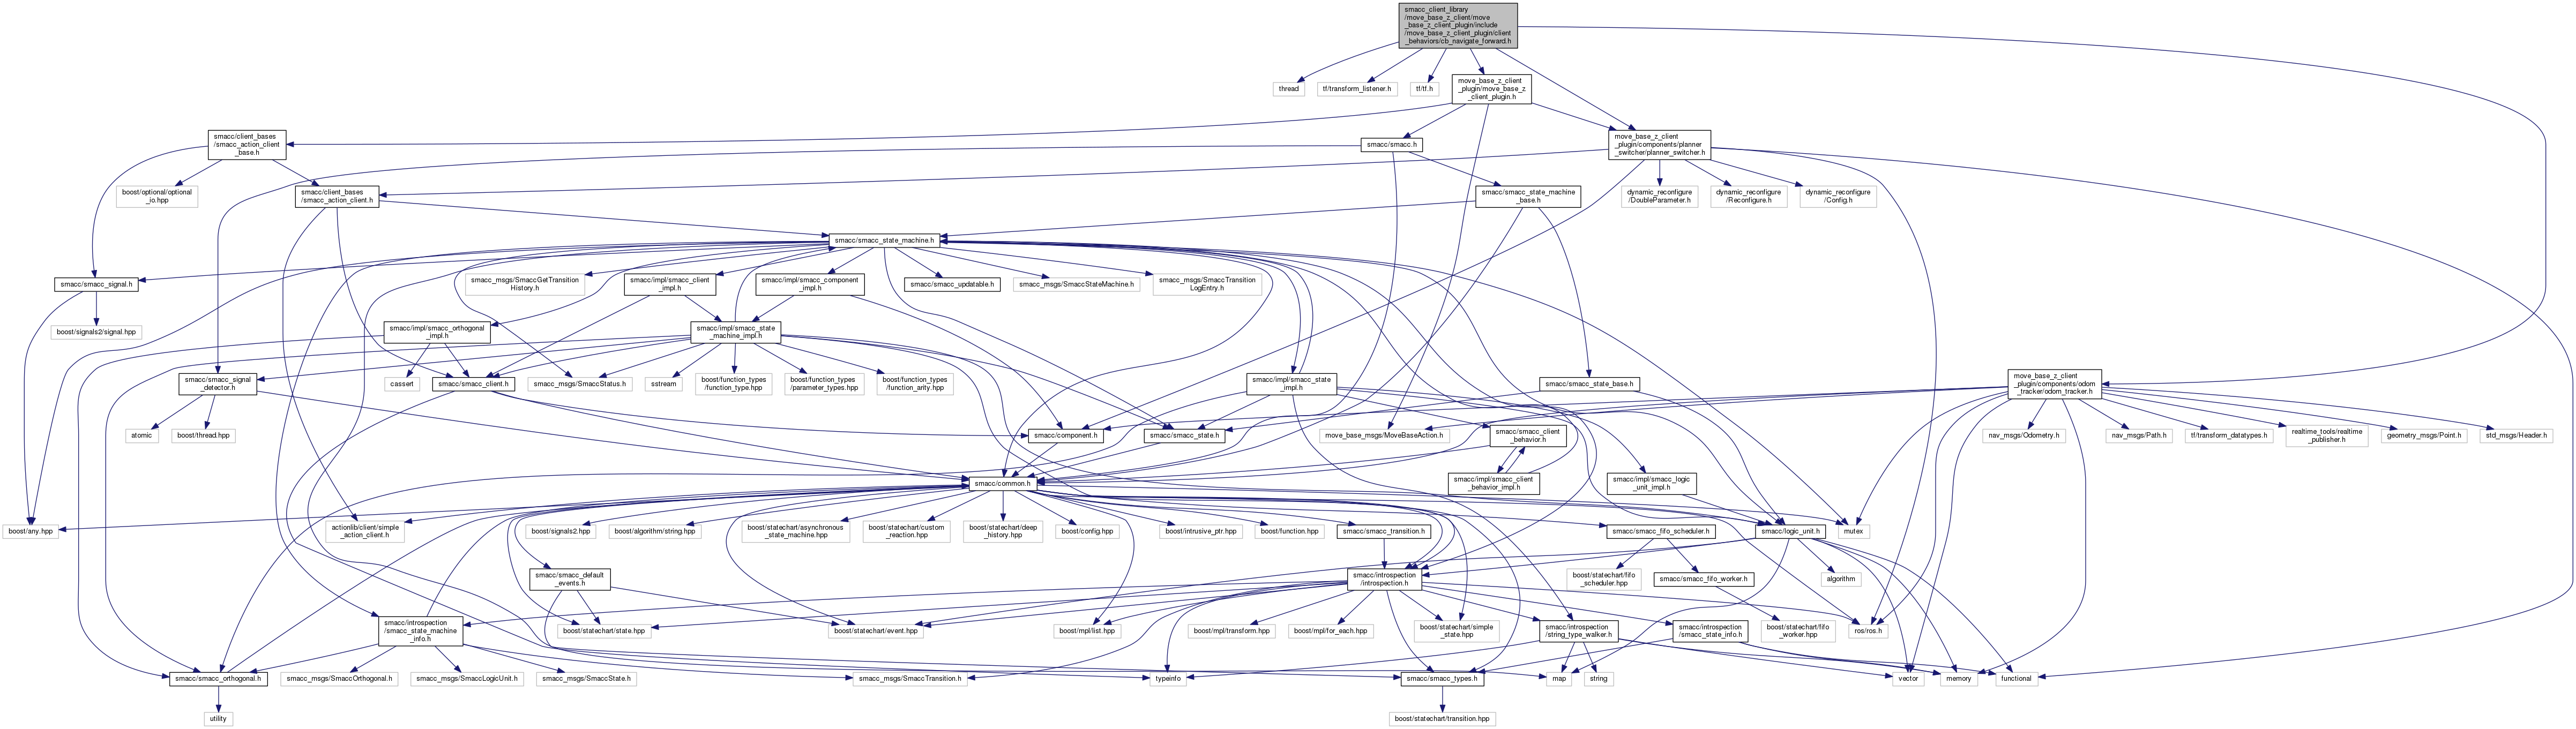 smacc_client_library
/move_base_z_client/move
_base_z_client_plugin/include
/move_base_z_client_plugin/client
_behaviors/cb_navigate_forward.h
thread
tf/transform_listener.h
tf/tf.h
move_base_z_client
_plugin/move_base_z
_client_plugin.h
smacc/client_bases
/smacc_action_client
_base.h
smacc/smacc.h
move_base_z_client
_plugin/components/planner
_switcher/planner_switcher.h
boost/optional/optional
_io.hpp
smacc/client_bases
/smacc_action_client.h
smacc/smacc_state_machine
_base.h
dynamic_reconfigure
/DoubleParameter.h
dynamic_reconfigure
/Reconfigure.h
dynamic_reconfigure
/Config.h
smacc/smacc_state_machine.h
smacc/smacc_signal.h
smacc_msgs/SmaccGetTransition
History.h
smacc/impl/smacc_client
_impl.h
smacc/impl/smacc_component
_impl.h
smacc/smacc_updatable.h
smacc_msgs/SmaccStateMachine.h
smacc_msgs/SmaccTransition
LogEntry.h
boost/signals2/signal.hpp
smacc/impl/smacc_orthogonal
_impl.h
smacc/impl/smacc_state
_machine_impl.h
smacc/smacc_signal
_detector.h
cassert
smacc/smacc_client.h
smacc_msgs/SmaccStatus.h
sstream
boost/function_types
/function_type.hpp
boost/function_types
/parameter_types.hpp
boost/function_types
/function_arity.hpp
smacc/impl/smacc_state
_impl.h
smacc/smacc_state_base.h
move_base_z_client
_plugin/components/odom
_tracker/odom_tracker.h
atomic
boost/thread.hpp
smacc/component.h
smacc/smacc_state.h
move_base_msgs/MoveBaseAction.h
smacc/smacc_client
_behavior.h
nav_msgs/Odometry.h
nav_msgs/Path.h
tf/transform_datatypes.h
realtime_tools/realtime
_publisher.h
geometry_msgs/Point.h
std_msgs/Header.h
smacc/common.h
smacc/impl/smacc_client
_behavior_impl.h
smacc/impl/smacc_logic
_unit_impl.h
boost/any.hpp
actionlib/client/simple
_action_client.h
boost/signals2.hpp
boost/algorithm/string.hpp
boost/statechart/asynchronous
_state_machine.hpp
boost/statechart/custom
_reaction.hpp
boost/statechart/deep
_history.hpp
boost/config.hpp
boost/intrusive_ptr.hpp
boost/function.hpp
smacc/smacc_transition.h
smacc/smacc_fifo_scheduler.h
smacc/logic_unit.h
mutex
smacc/smacc_default
_events.h
smacc/introspection
/introspection.h
boost/statechart/fifo
_scheduler.hpp
smacc/smacc_fifo_worker.h
algorithm
smacc/introspection
/smacc_state_machine
_info.h
boost/statechart/state.hpp
boost/statechart/event.hpp
boost/mpl/list.hpp
boost/mpl/transform.hpp
boost/mpl/for_each.hpp
boost/statechart/simple
_state.hpp
smacc/introspection
/string_type_walker.h
smacc/introspection
/smacc_state_info.h
boost/statechart/fifo
_worker.hpp
ros/ros.h
smacc/smacc_orthogonal.h
smacc_msgs/SmaccOrthogonal.h
smacc_msgs/SmaccLogicUnit.h
smacc_msgs/SmaccState.h
smacc_msgs/SmaccTransition.h
typeinfo
smacc/smacc_types.h
map
string
vector
memory
functional
utility
boost/statechart/transition.hpp